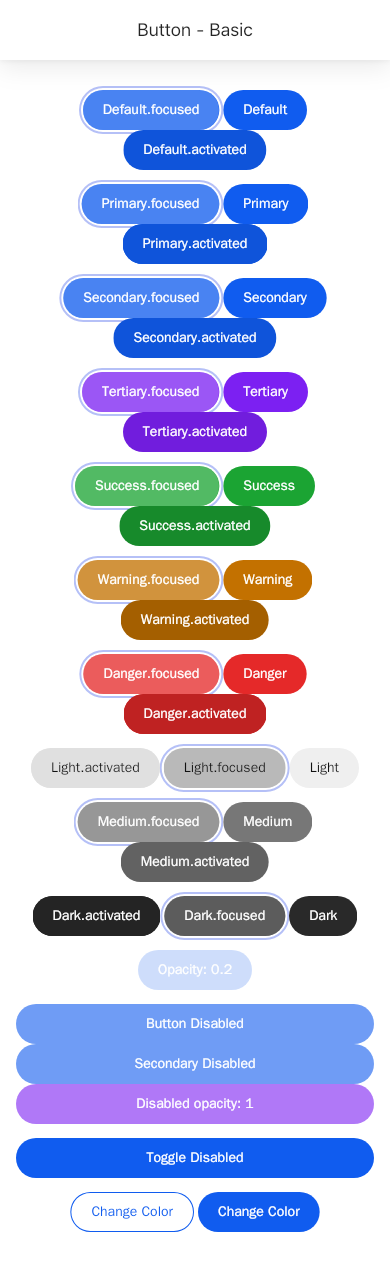 Button - Basic
Default.focused Default
Default.activated
Primary.focused Primary
Primary.activated
Secondary.focused Secondary
Secondary.activated
Tertiary.focused Tertiary
Tertiary.activated
Success.focused Success
Success.activated
Warning.focused Warning
Warning.activated
Danger.focused Danger
Danger.activated
Light.activated Light.focused Light
Medium.focused Medium
Medium.activated
Dark.activated Dark.focused Dark
Opacity: 0.2
Button Disabled
Secondary Disabled
Disabled opacity: 1
Toggle Disabled
Change Color Change Color